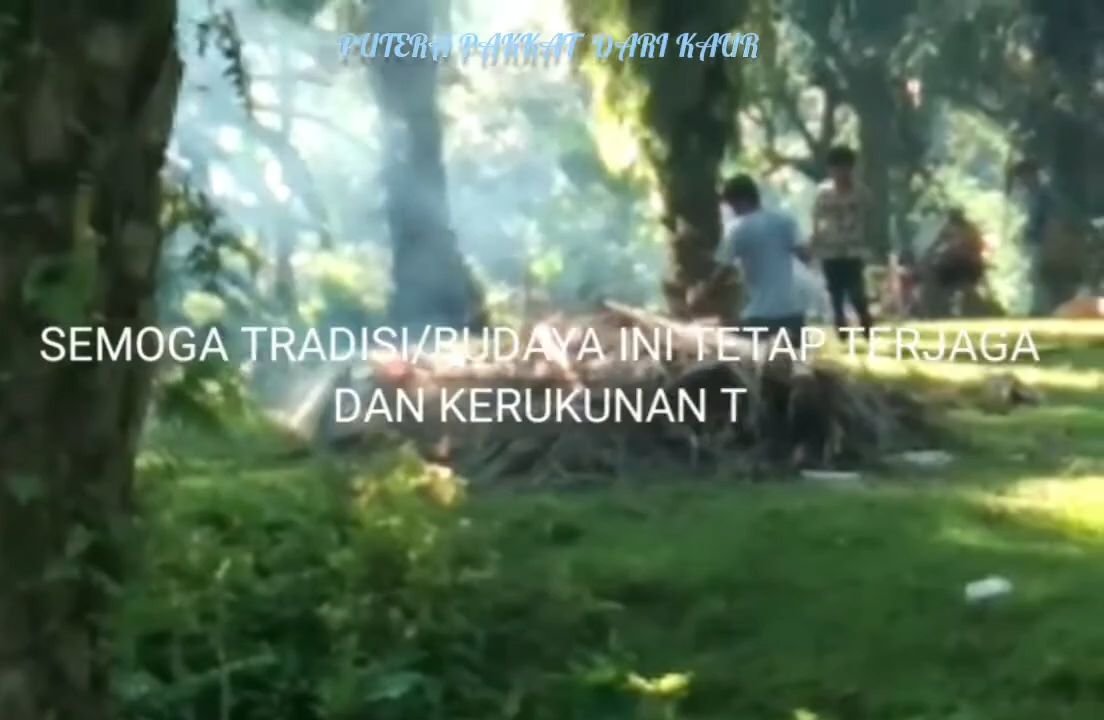 PUTERA PAKKAT DARI KAUR
SEMOGA TRADISI/BUDAYA INI TETAP TERJAGA
DAN KERUKUNAN T